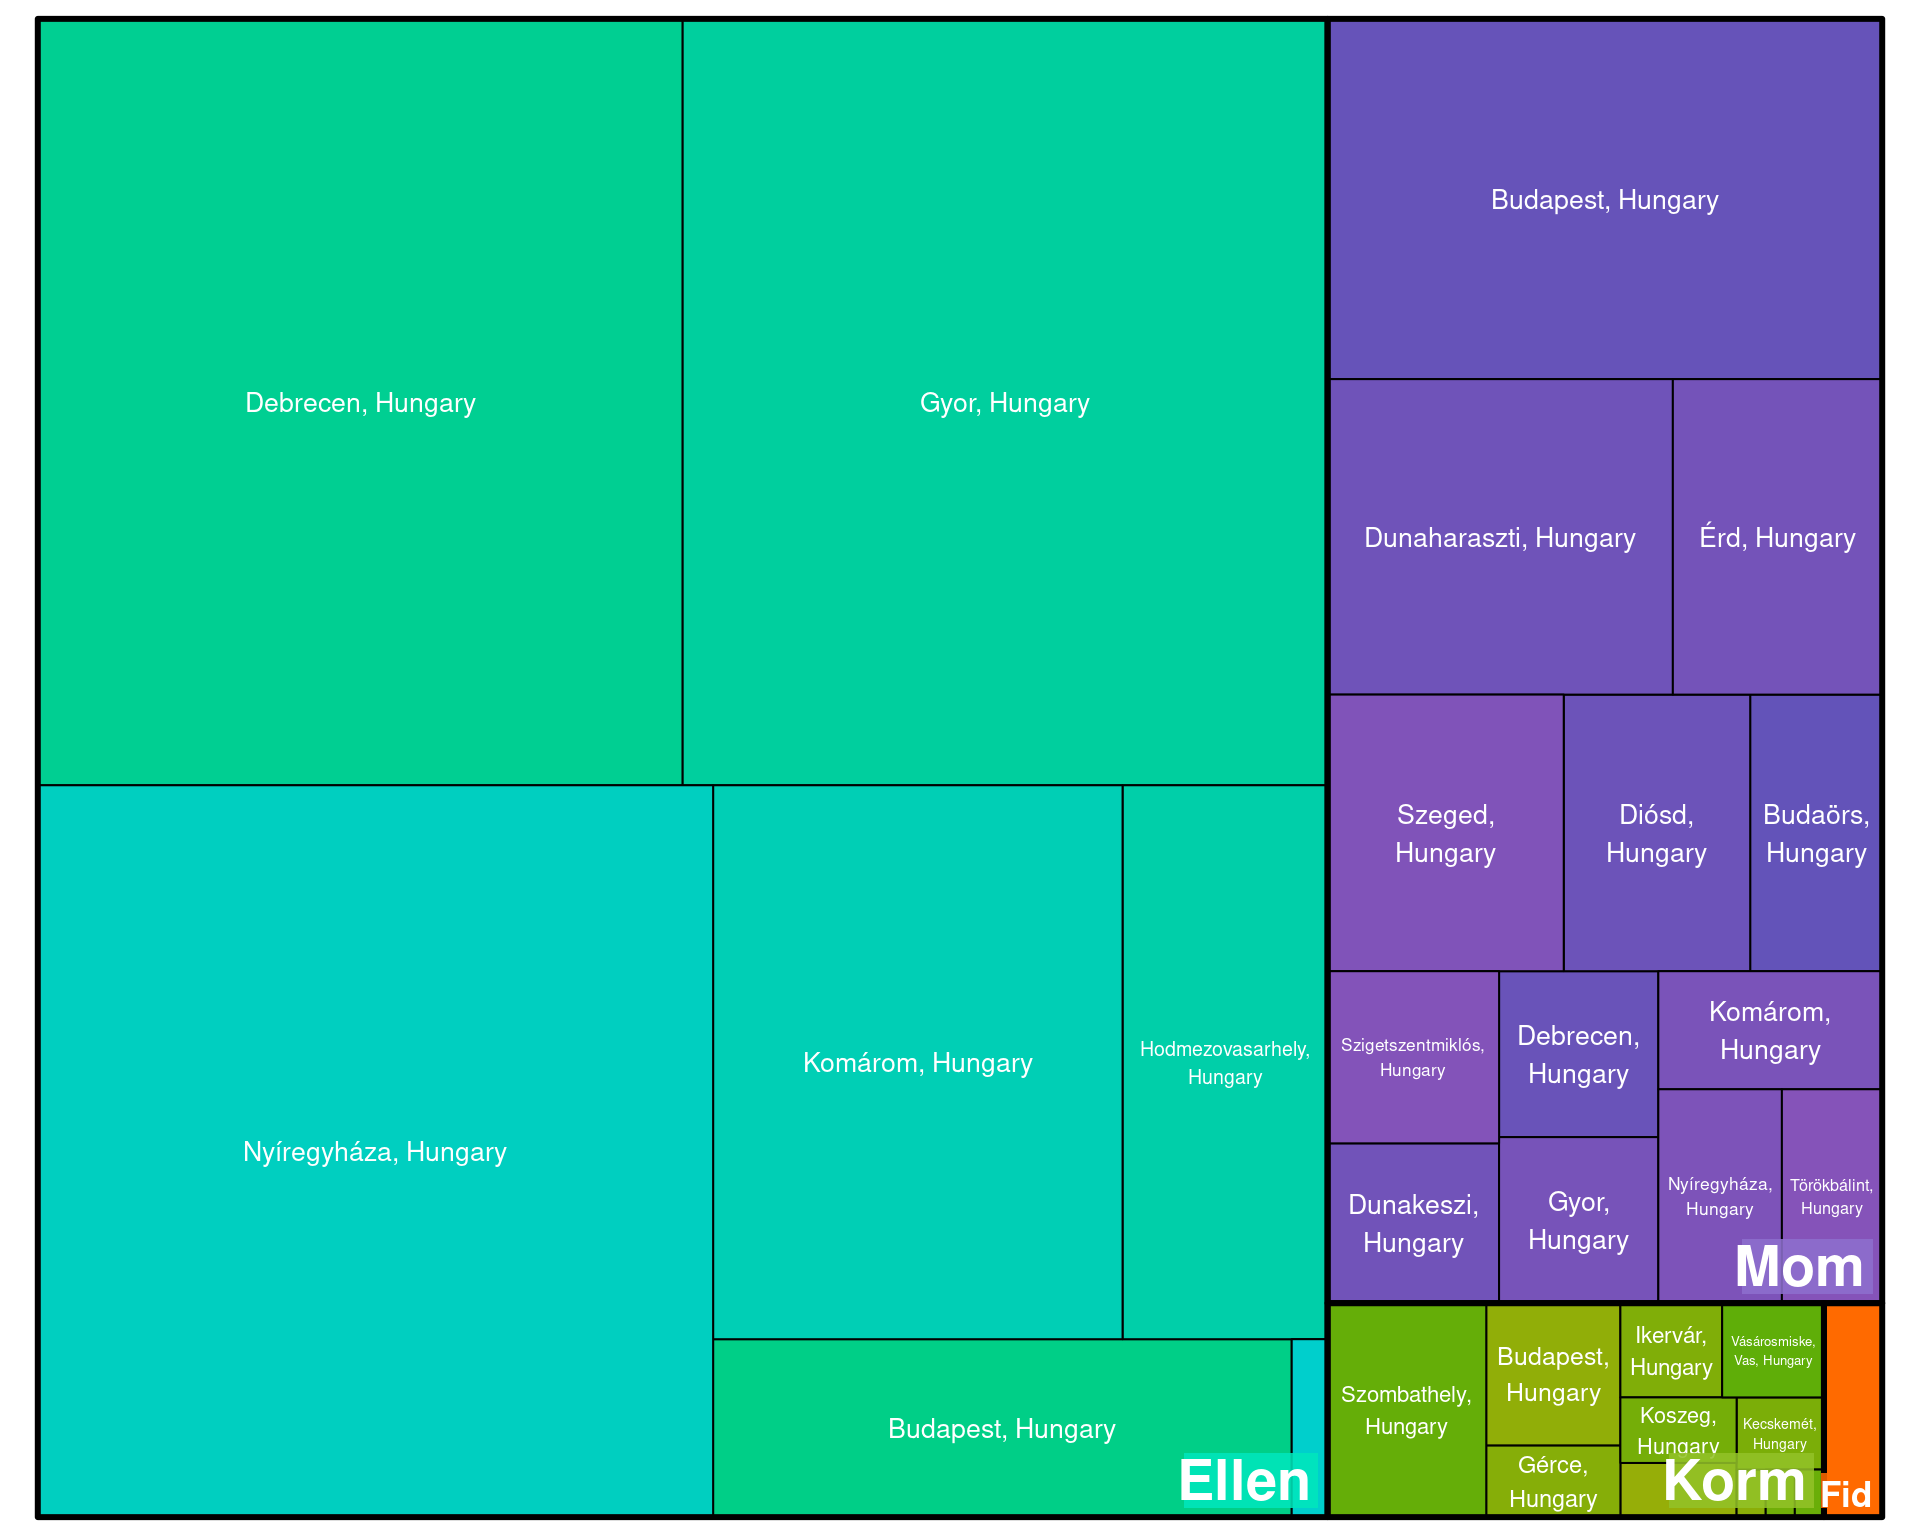 Debrecen, Hungary
Gyor, Hungary
Nyíregyháza, Hungary
Komárom, Hungary
Hodmezovasarhely,
Hungary
Budapest, Hungary
Ellen
Budapest, Hungary
Dunaharaszti, Hungary
Érd, Hungary
Szeged,
Hungary
Diósd,
Hungary
Budaörs,
Hungary
Szigetszentmiklós,
Hungary
Debrecen,
Hungary
Komárom,
Hungary
Dunakeszi,
Hungary
Gyor,
Hungary
Nyíregyháza,
Hungary
Törökbálint,
Hungary
Mom
Szombathely,
Hungary
Budapest,
Hungary
Gérce,
Hungary
Ikervár,
Hungary
Vásárosmiske,
Vas, Hungary
Koszeg,
Hungary
Kecskemét,
Hungary
Korm
Fid